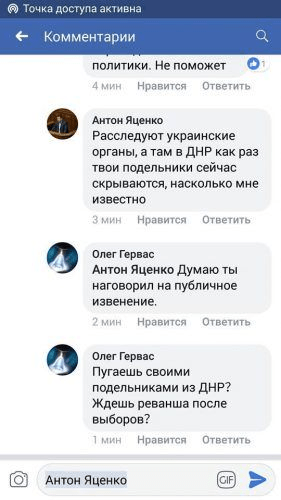 Точка доступа активна
Комментарии
политики. Не поможет
1
4 мин Нравится Ответить
Антон Яценко
Расследуют украинские
органы, а там в ДНР как раз
твои подельники сейчас
скрываются, насколько мне
известно
3 мин Нравится Ответить
Олег Гервас
Антон Яценко Думаю ты
наговорил на публичное
извенение.
2 мин Нравится Ответить
Олег Гервас
Пугаешь своими
подельниками из ДНР?
Ждешь реванша после
выборов?
1 мин Нравится Ответить
Антон Яценко
GIF